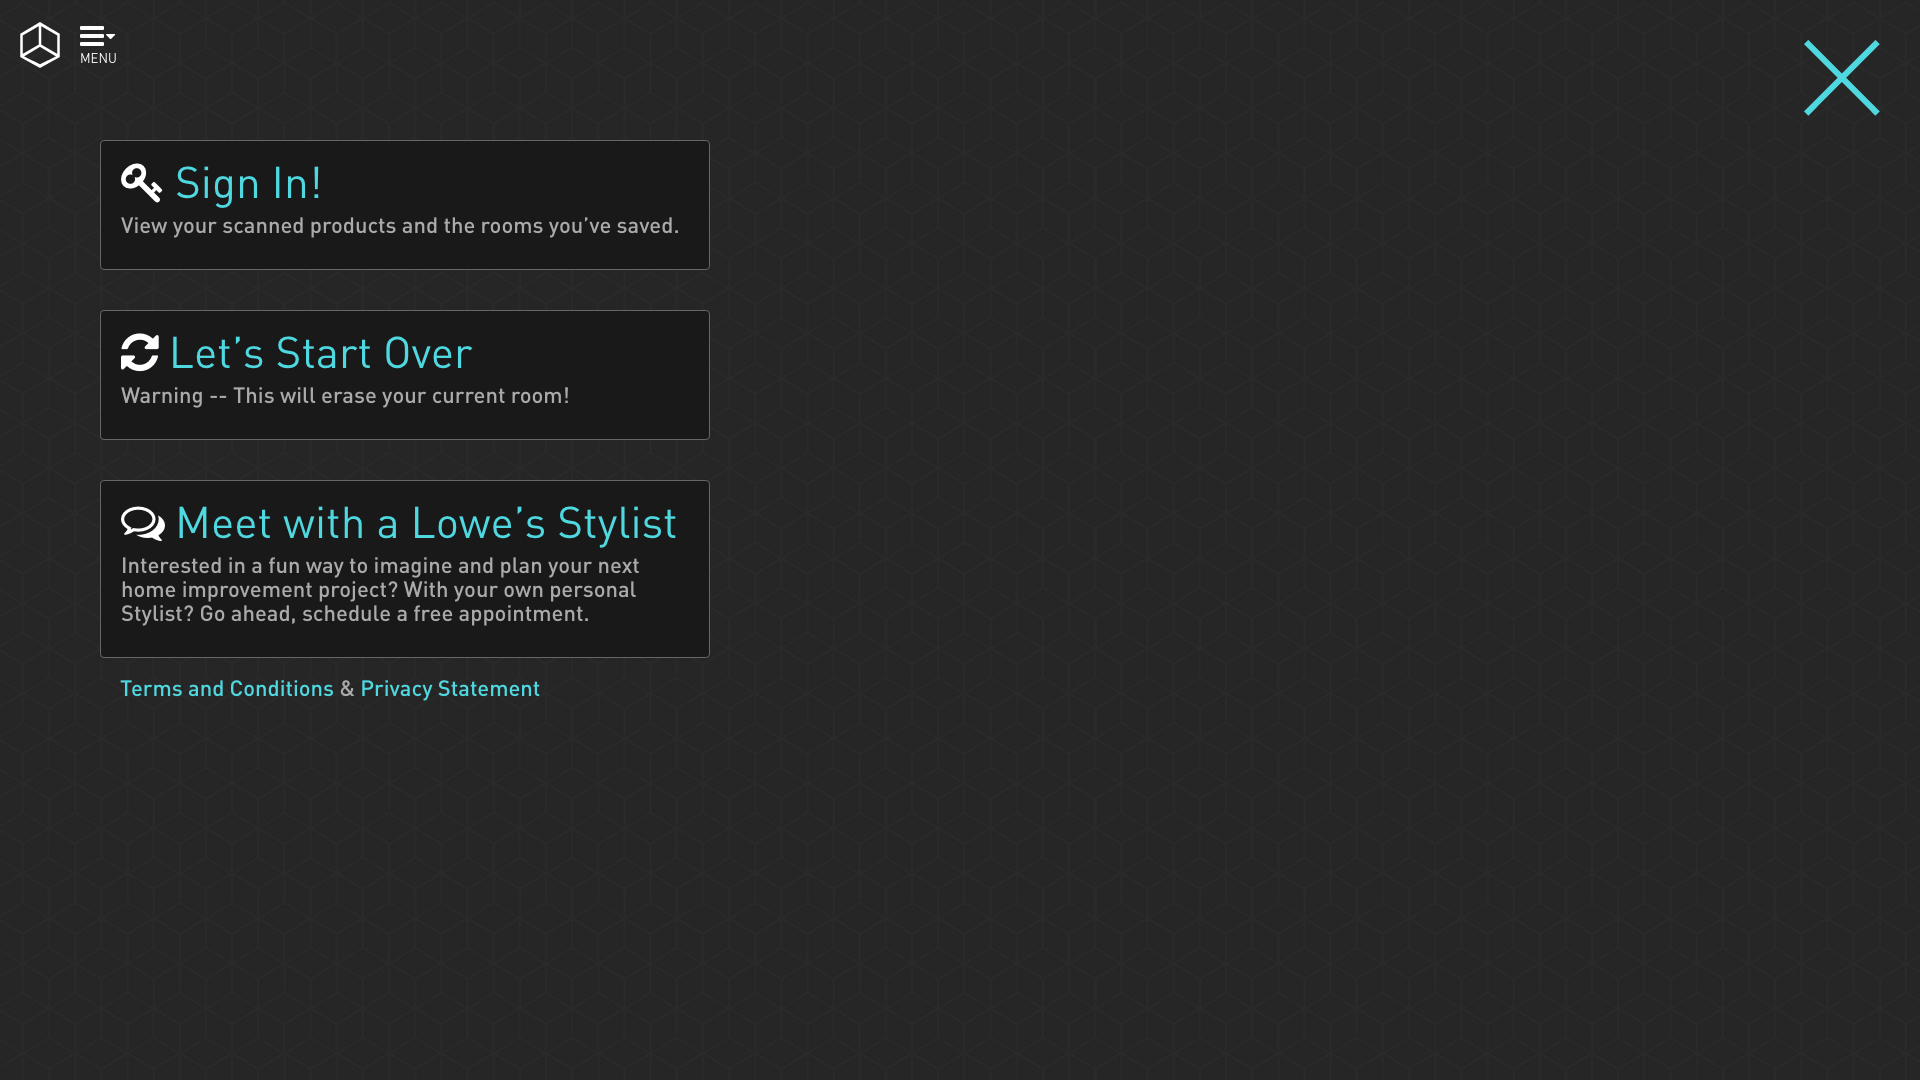 MENU
Sign In!
View your scanned products and the rooms you’ve saved.
Let’s Start Over
Warning -- This will erase your current room!
Meet with a Lowe’s Stylist
Interested in a fun way to imagine and plan your next
home improvement project? With your own personal
Stylist? Go ahead, schedule a free appointment.
Terms and Conditions & Privacy Statement